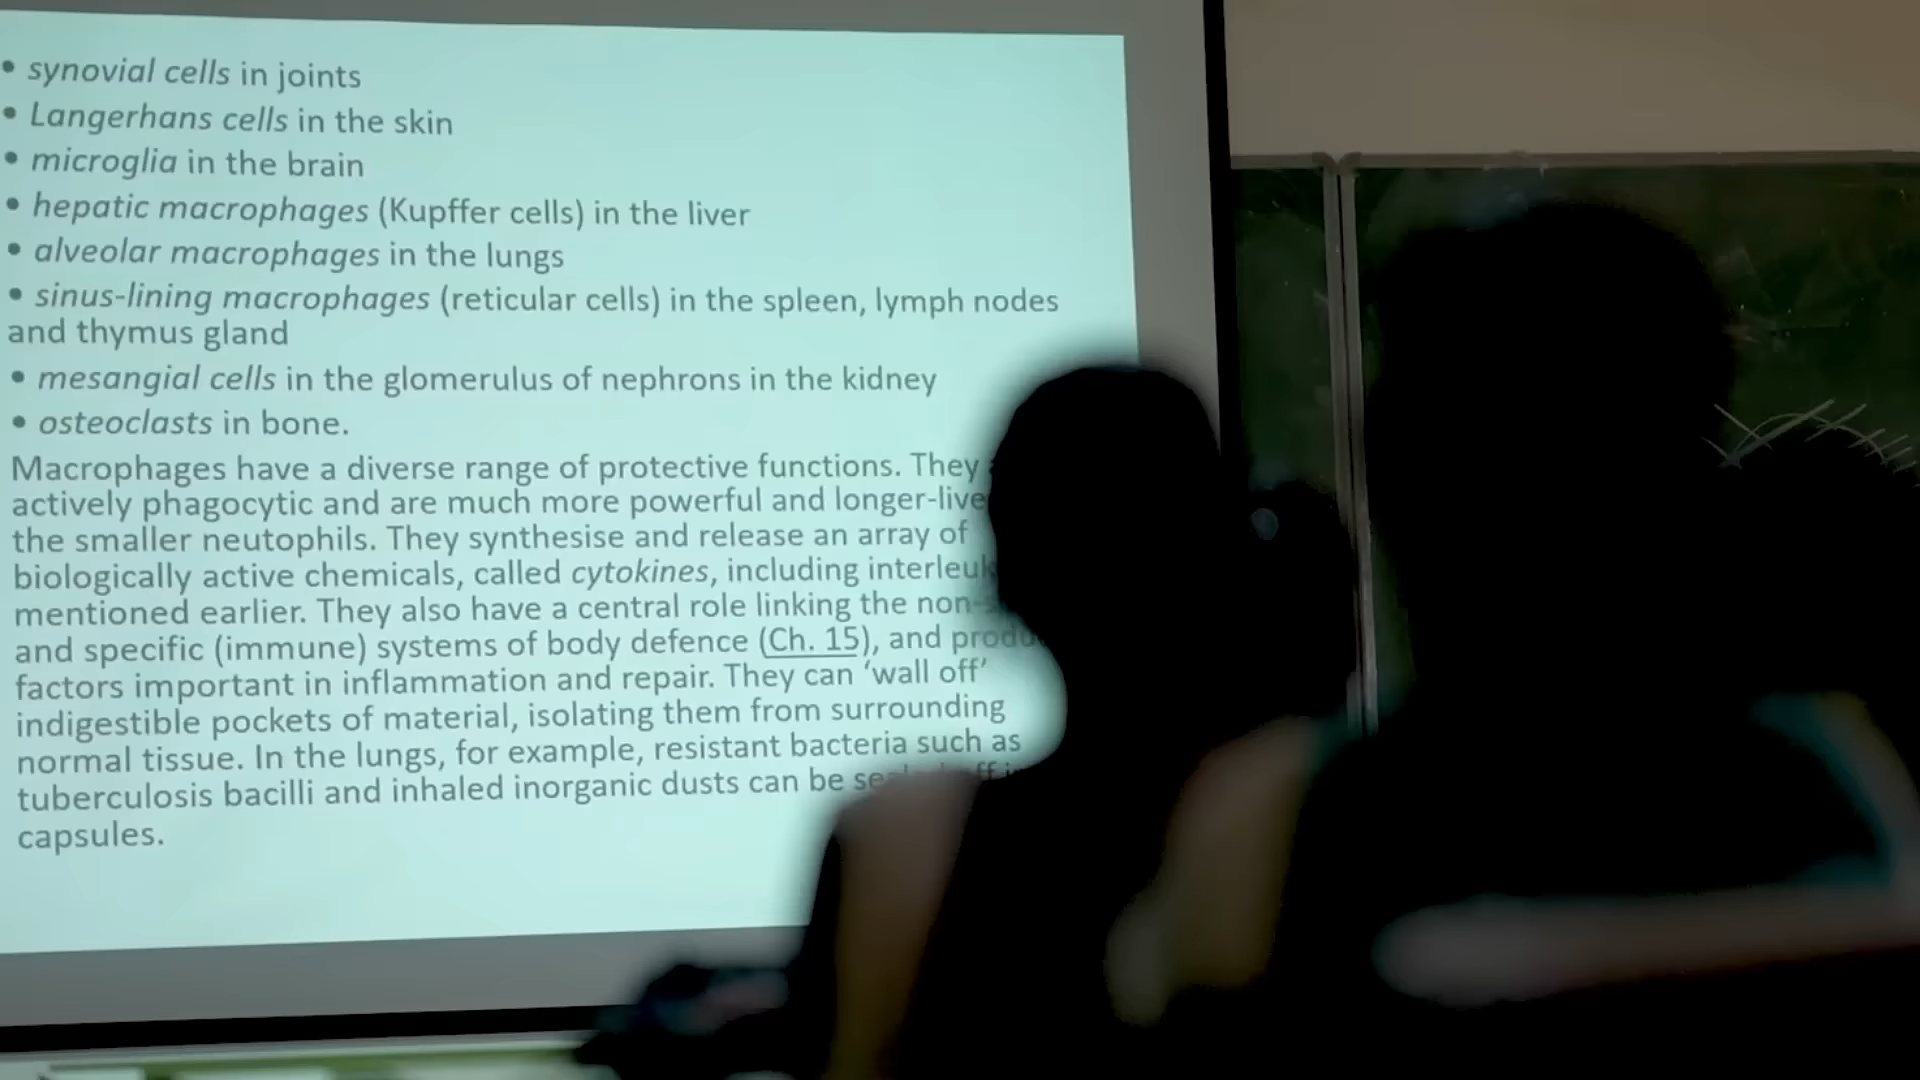 • synovial cells in joints
• Langerhans cells in the skin
• microglia in the brain
• hepatic macrophages (Kupffer cells) in the liver
• alveolar macrophages in the lungs
• sinus-lining macrophages (reticular cells) in the spleen, lymph nodes
and thymus gland
• mesangial cells in the glomerulus of nephrons in the kidney
• osteoclasts in bone.
Macrophages have a diverse range of protective functions. They
actively phagocytic and are much more powerful and
the smaller neutophils. They synthesise and release an array of
biologically active chemicals, called cytokines, including
mentioned earlier. They also have a central role linking the
and specific (immune) systems of body defence (Ch. 15), and
factors important in inflammation and repair. They can ‘wall off’
indigestible pockets of material, isolating them from surrounding
normal tissue. In the lungs, for example, resistant bacteria such as
tuberculosis bacilli and inhaled inorganic dusts can be
capsules.